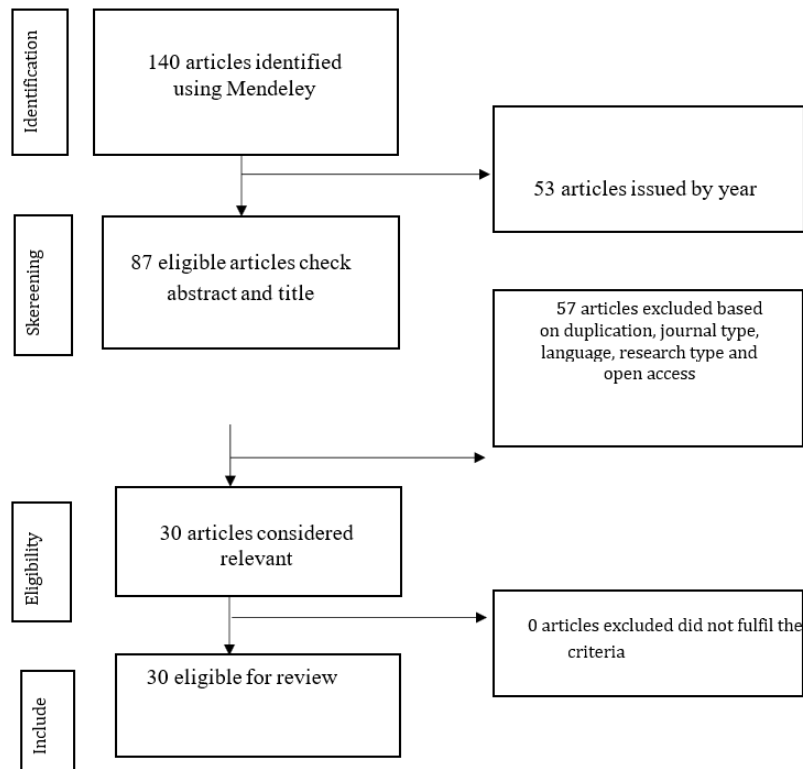 Identification
140 articles identified
using Mendeley
53 articles issued by year
Skereening
87 eligible articles check
abstract and title
57 articles excluded based
on duplication, journal type,
language, research type and
open access
Eligibility
30 articles considered
relevant
0 articles excluded did not fulfil the
criteria
Include
30 eligible for review